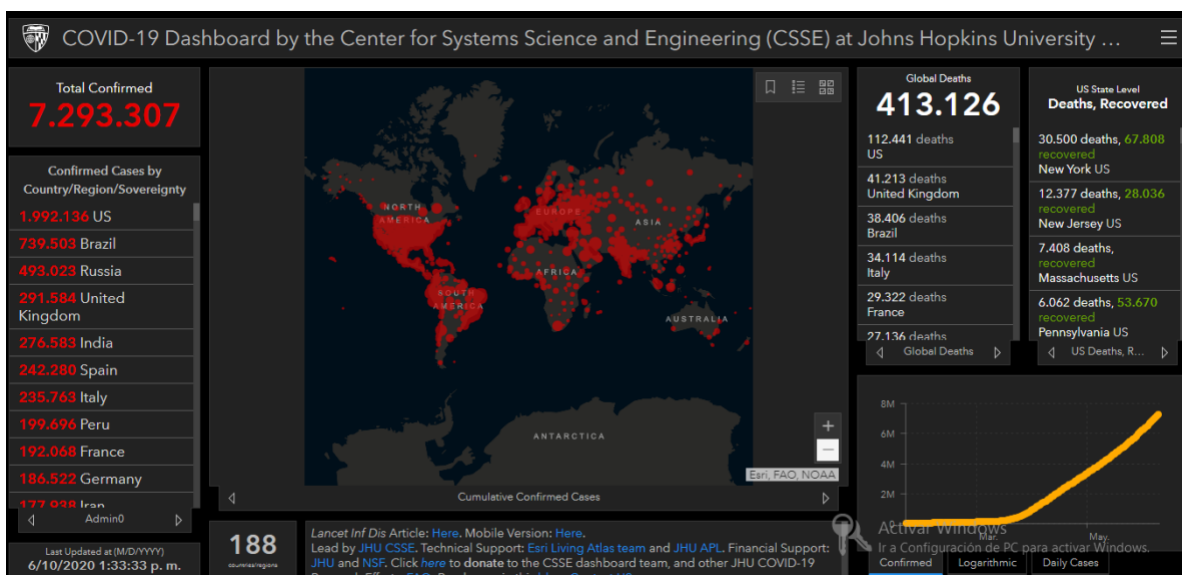 COVID-19 Dashboard by the Center for Systems Science and Engineering (CSSE) at Johns Hopkins University ...
Total Confirmed
7.293.307
Confirmed Cases by
Country/Region/Sovereignty
1.992.136 US
739.503 Brazil
493.023 Russia
291.584 United
Kingdom
276.583 India
242.280 Spain
235.763 Italy
199.696 Peru
192.068 France
186.522 Germany
177.938 Iran
Admin0
Last Updated at (M/D/YYYY)
6/10/2020 1:33:33 p. m.
NORTH
AMERICA
EUROPE
ASIA
AFRICA
SOUTH
AMERICA
AUSTRALIA
ANTARCTICA
+
−
Esri, FAO, NOAA
Cumulative Confirmed Cases
188
countries/regions
Lancet Inf Dis Article: Here. Mobile Version: Here.
Lead by JHU CSSE. Technical Support: Esri Living Atlas team and JHU APL. Financial Support:
JHU and NSF. Click here to donate to the CSSE dashboard team, and other JHU COVID-19
Global Deaths
413.126
112.441 deaths
US
41.213 deaths
United Kingdom
38.406 deaths
Brazil
34.114 deaths
Italy
29.322 deaths
France
27.136 deaths
Global Deaths
US State Level
Deaths, Recovered
30.500 deaths, 67.808
recovered
New York US
12.377 deaths, 28.036
recovered
New Jersey US
7.408 deaths,
recovered
Massachusetts US
6.062 deaths, 53.670
recovered
Pennsylvania US
US Deaths, R...
8M
6M
4M
2M
Mar.
May.
Activar Windows
Ir a Configuración de PC para activar Windows.
Confirmed
Logarithmic
Daily Cases